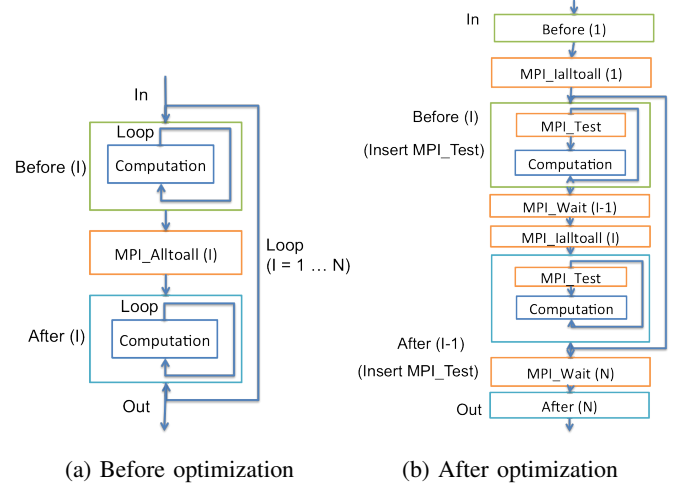 In
Loop
Computation
Before (I)
MPI_Alltoall (I)
Loop
(I = 1 ... N)
Loop
Computation
After (I)
Out
(a) Before optimization
In
Before (1)
MPI_Ialltoall (1)
Before (I)
(Insert MPI_Test)
MPI_Test
Computation
MPI_Wait (I-1)
MPI_Ialltoall (I)
MPI_Test
Computation
After (I-1)
(Insert MPI_Test)
MPI_Wait (N)
Out
After (N)
(b) After optimization